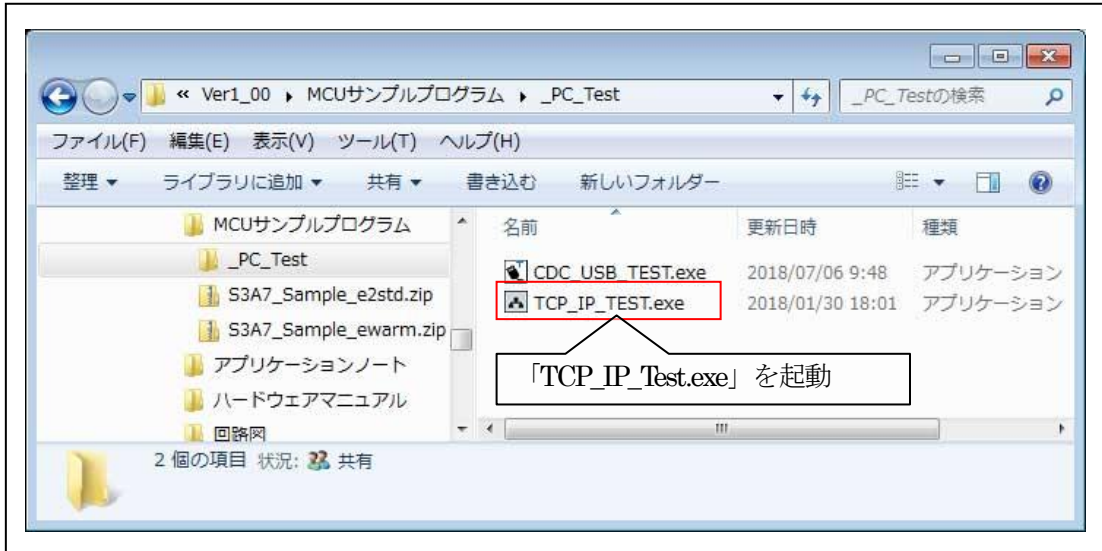 « Ver1_00 ▸ MCUサンプルプログラム ▸ _PC_Test
_PC_Testの検索
ファイル(F) 編集(E) 表示(V) ツール(T) ヘルプ(H)
整理 ▼ ライブラリに追加 ▼ 共有 ▼ 書き込む 新しいフォルダー
名前 更新日時 種類
MCUサンプルプログラム
_PC_Test
S3A7_Sample_e2std.zip
S3A7_Sample_ewarm.zip
アプリケーションノート
ハードウェアマニュアル
回路図
CDC_USB_TEST.exe 2018/07/06 9:48 アプリケーション
TCP_IP_TEST.exe 2018/01/30 18:01 アプリケーション
「TCP_IP_Test.exe」を起動
2 個の項目 状況: 共有